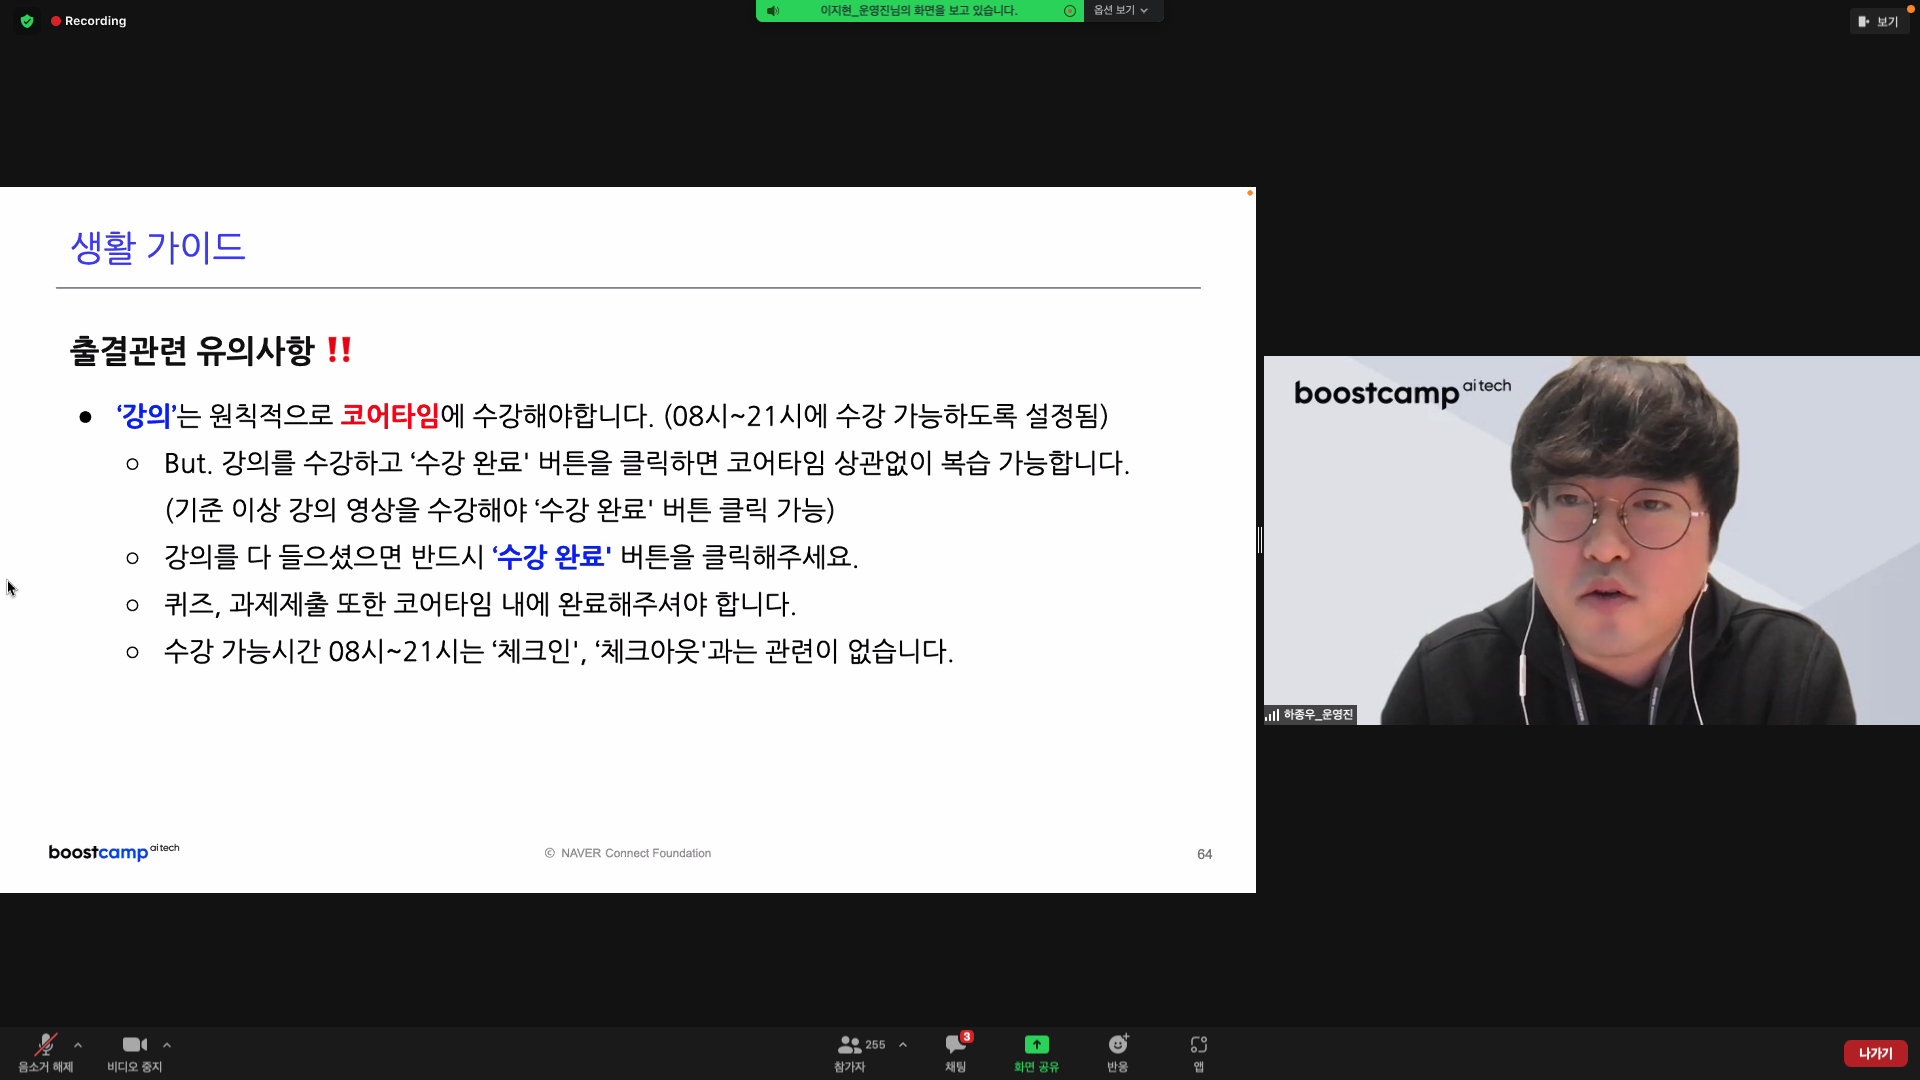 Recording
이지현_운영진님의 화면을 보고 있습니다.
옵션 보기
보기
생활 가이드
출결관련 유의사항 ‼
● ‘강의’는 원칙적으로 코어타임에 수강해야합니다. (08시~21시에 수강 가능하도록 설정됨)
○ But. 강의를 수강하고 ‘수강 완료' 버튼을 클릭하면 코어타임 상관없이 복습 가능합니다.
(기준 이상 강의 영상을 수강해야 ‘수강 완료' 버튼 클릭 가능)
○ 강의를 다 들으셨으면 반드시 ‘수강 완료' 버튼을 클릭해주세요.
○ 퀴즈, 과제제출 또한 코어타임 내에 완료해주셔야 합니다.
○ 수강 가능시간 08시~21시는 ‘체크인', ‘체크아웃'과는 관련이 없습니다.
boostcamp ai tech
© NAVER Connect Foundation
64
boostcamp ai tech
하종우_운영진
음소거 해제
비디오 중지
255
참가자
3
채팅
화면 공유
반응
앱
나가기